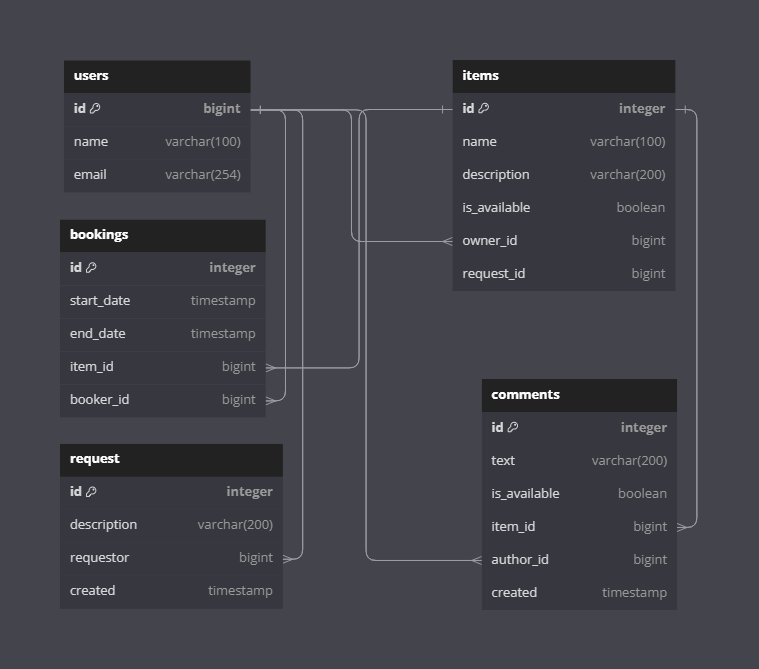 users
id bigint
name varchar(100)
email varchar(254)
bookings
id integer
start_date timestamp
end_date timestamp
item_id bigint
booker_id bigint
request
id integer
description varchar(200)
requestor bigint
created timestamp
items
id integer
name varchar(100)
description varchar(200)
is_available boolean
owner_id bigint
request_id bigint
comments
id integer
text varchar(200)
is_available boolean
item_id bigint
author_id bigint
created timestamp